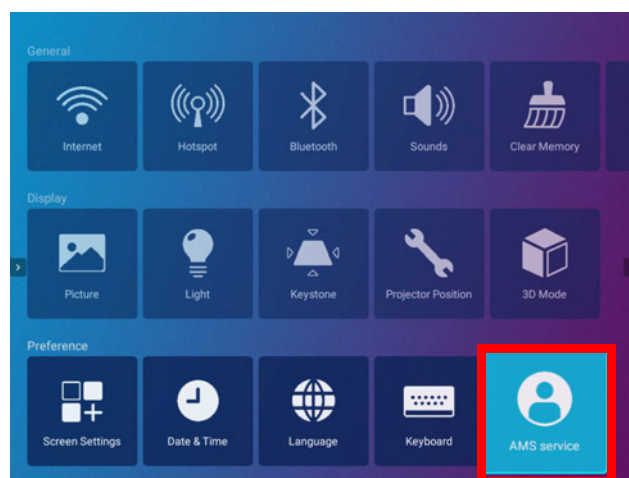 General
Internet Hotspot Bluetooth Sounds Clear Memory
Display
Picture Light Keystone Projector Position 3D Mode
Preference
Screen Settings Date & Time Language Keyboard AMS service